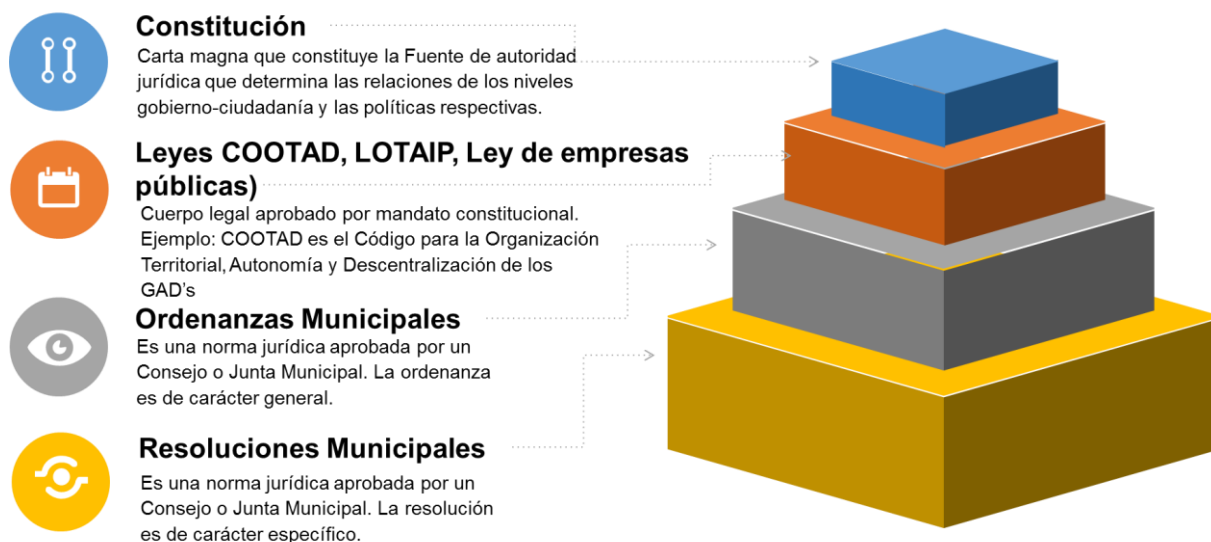 Constitución
Carta magna que constituye la Fuente de autoridad
jurídica que determina las relaciones de los niveles
gobierno-ciudadanía y las políticas respectivas.
Leyes COOTAD, LOTAIP, Ley de empresas
públicas)
Cuerpo legal aprobado por mandato constitucional.
Ejemplo: COOTAD es el Código para la Organización
Territorial, Autonomía y Descentralización de los
GAD's
Ordenanzas Municipales
Es una norma jurídica aprobada por un
Consejo o Junta Municipal. La ordenanza
es de carácter general.
Resoluciones Municipales
Es una norma jurídica aprobada por un
Consejo o Junta Municipal. La resolución
es de carácter específico.